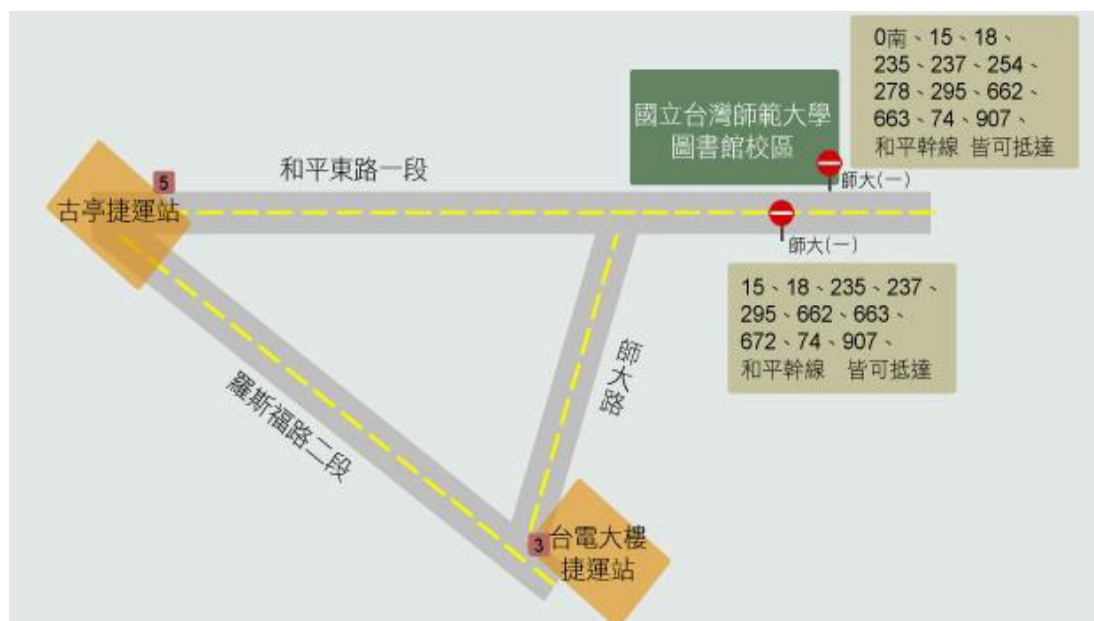 0南、15、18、
235、237、254、
278、295、662、
663、74、907、
和平幹線 皆可抵達
國立台灣師範大學
圖書館校區
師大(一)
和平東路一段
5
古亭捷運站
師大(一)
15、18、235、237、
295、662、663、
672、74、907、
和平幹線 皆可抵達
師大路
羅斯福路二段
3
台電大樓
捷運站